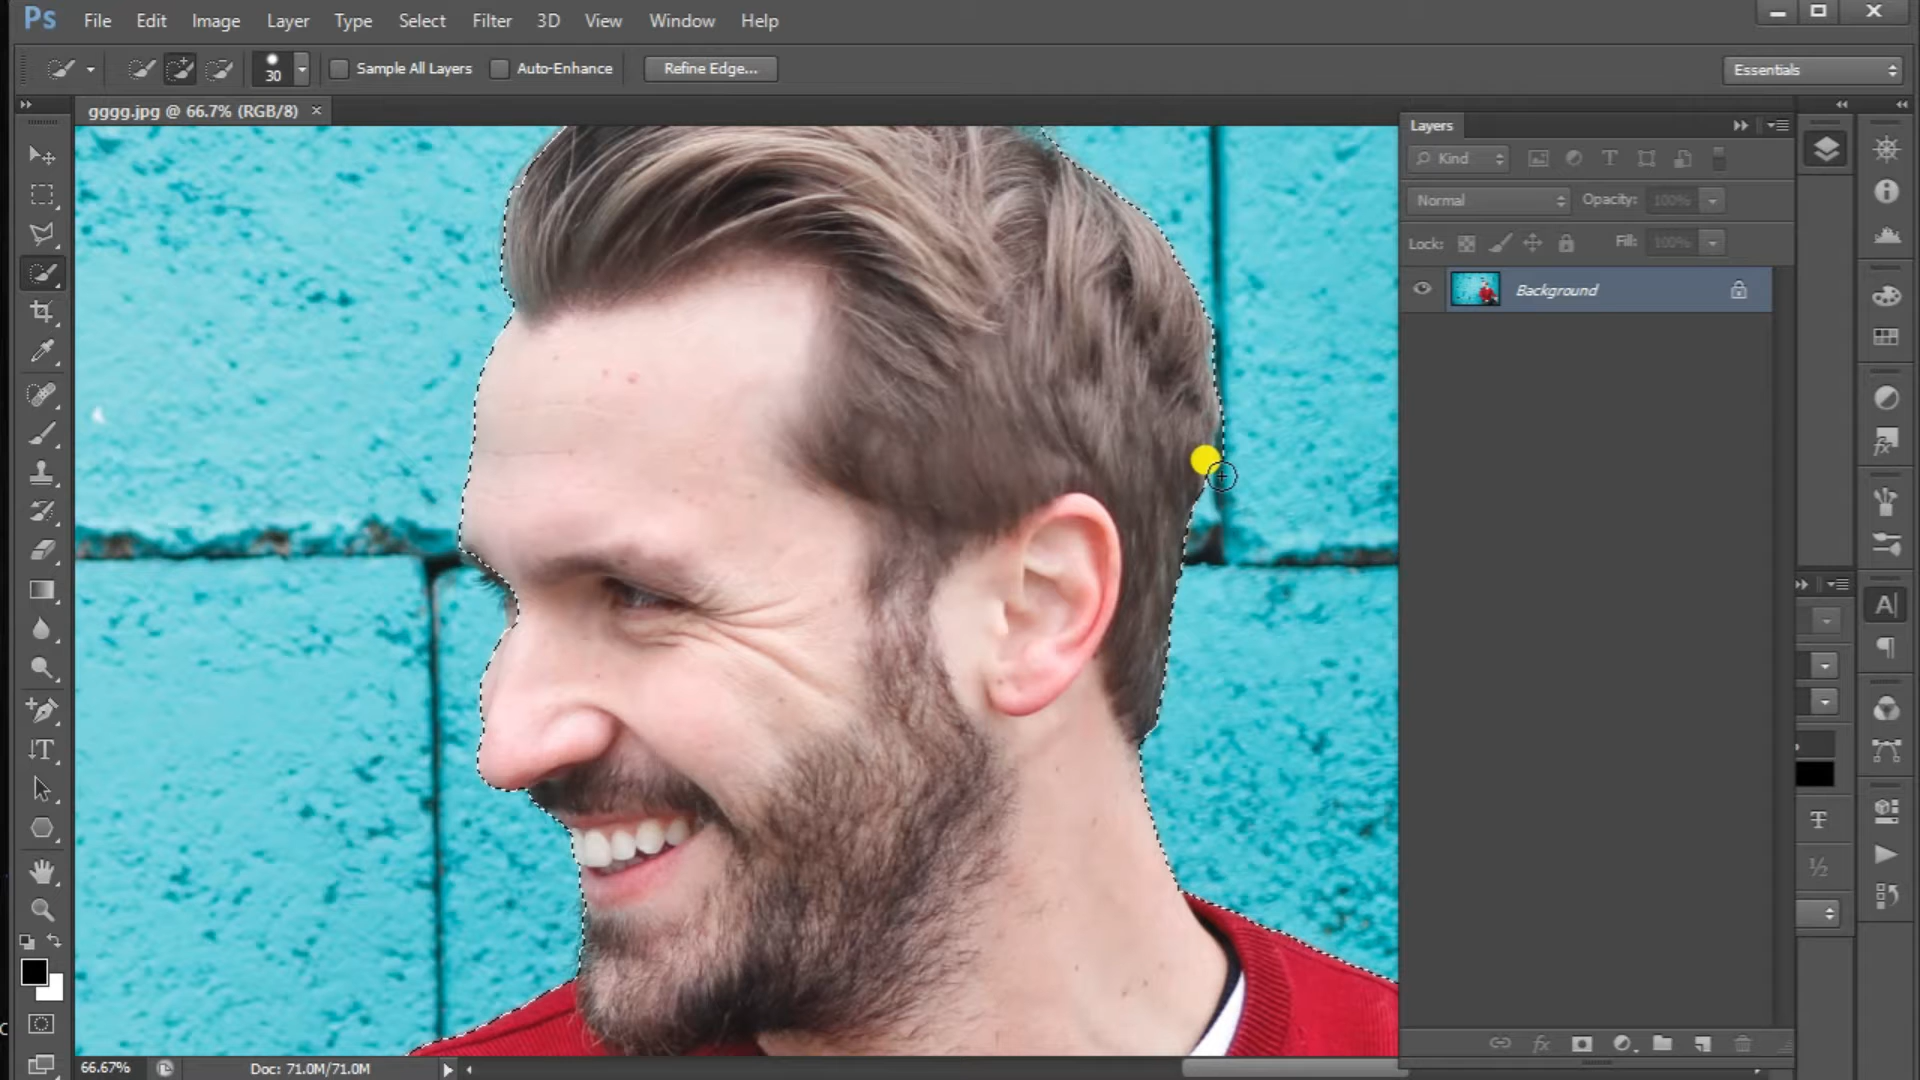 Ps File Edit Image Layer Type Select Filter 3D View Window Help
30 Sample All Layers Auto-Enhance Refine Edge... Essentials
gggg.jpg @ 66.7% (RGB/8) ×
Layers
Kind
Normal Opacity: 100%
Lock: Fill: 100%
Background
66.67% Doc: 71.0M/71.0M